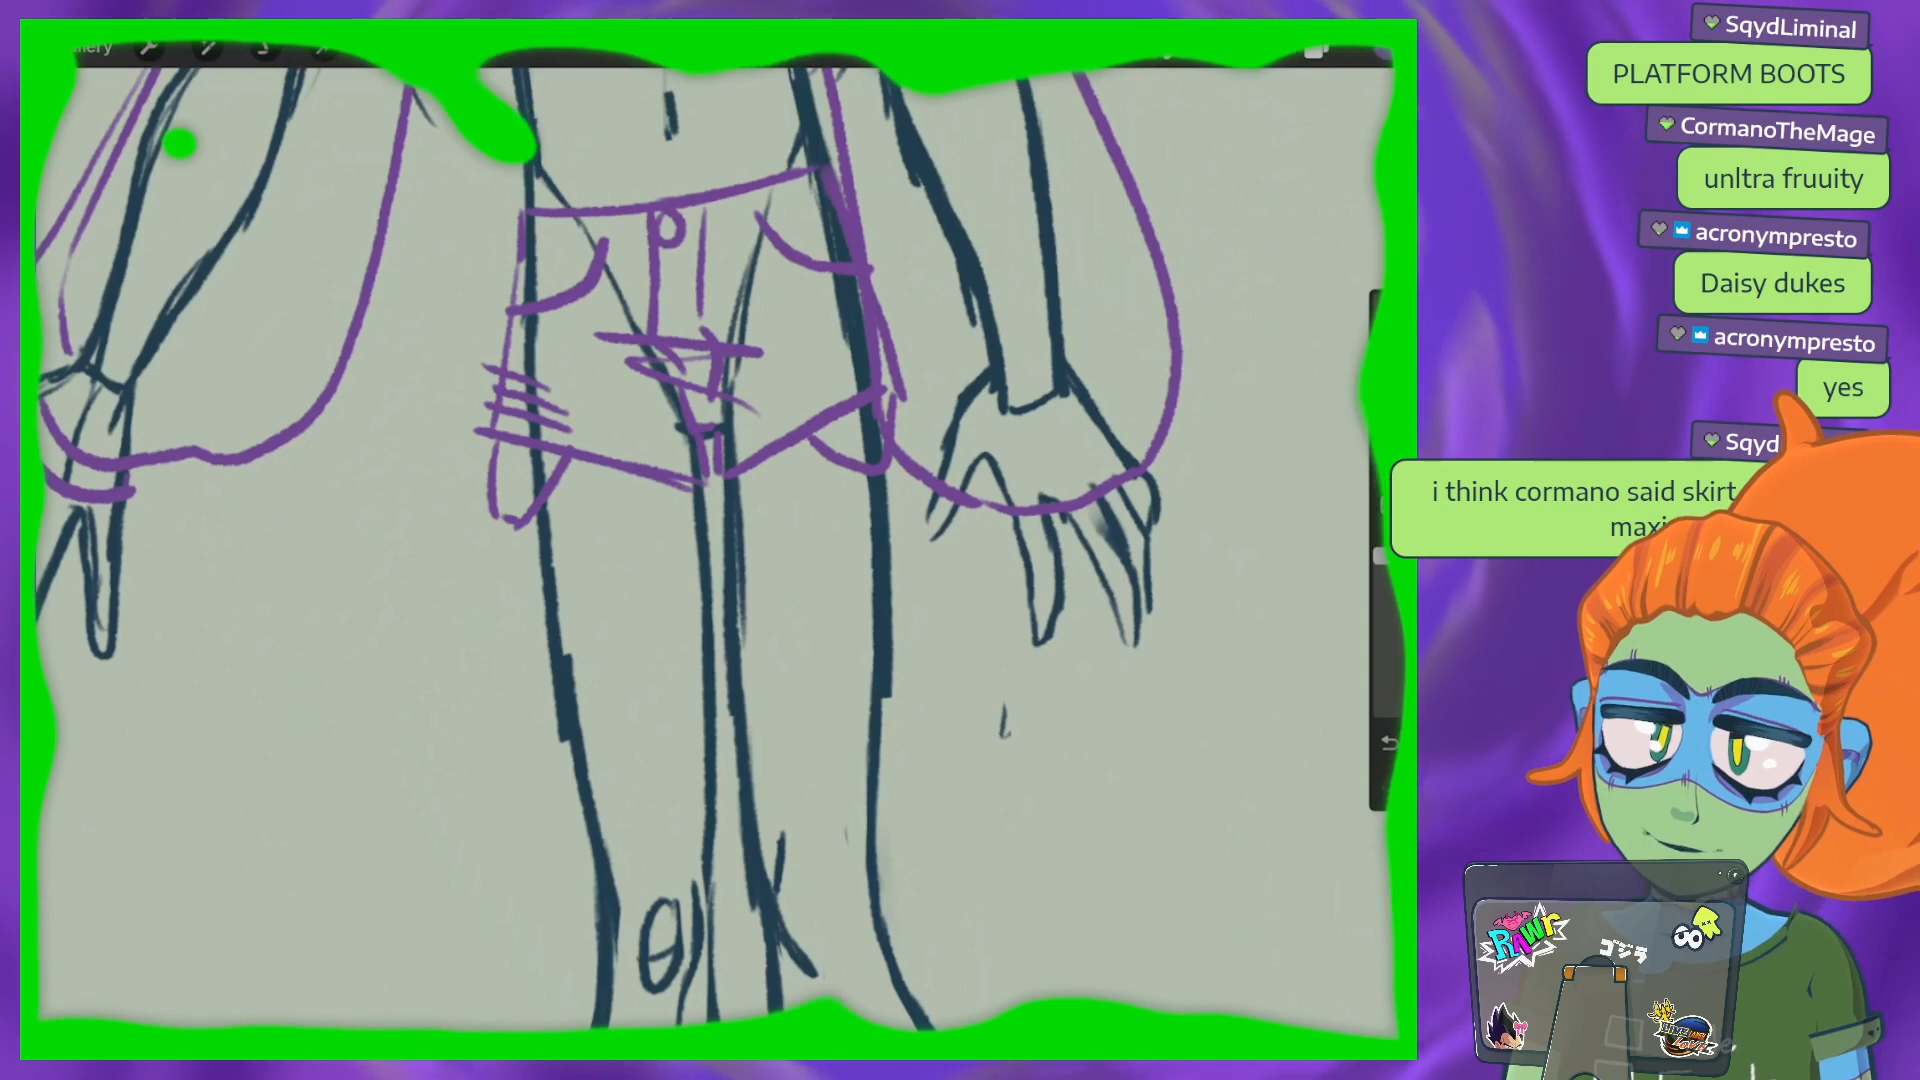 SqydLiminal
PLATFORM BOOTS
CormanoTheMage
unltra fruuity
acronympresto
Daisy dukes
acronympresto
yes
Sqyd
i think cormano said skirt
maxi
RAWr
ゴジラ